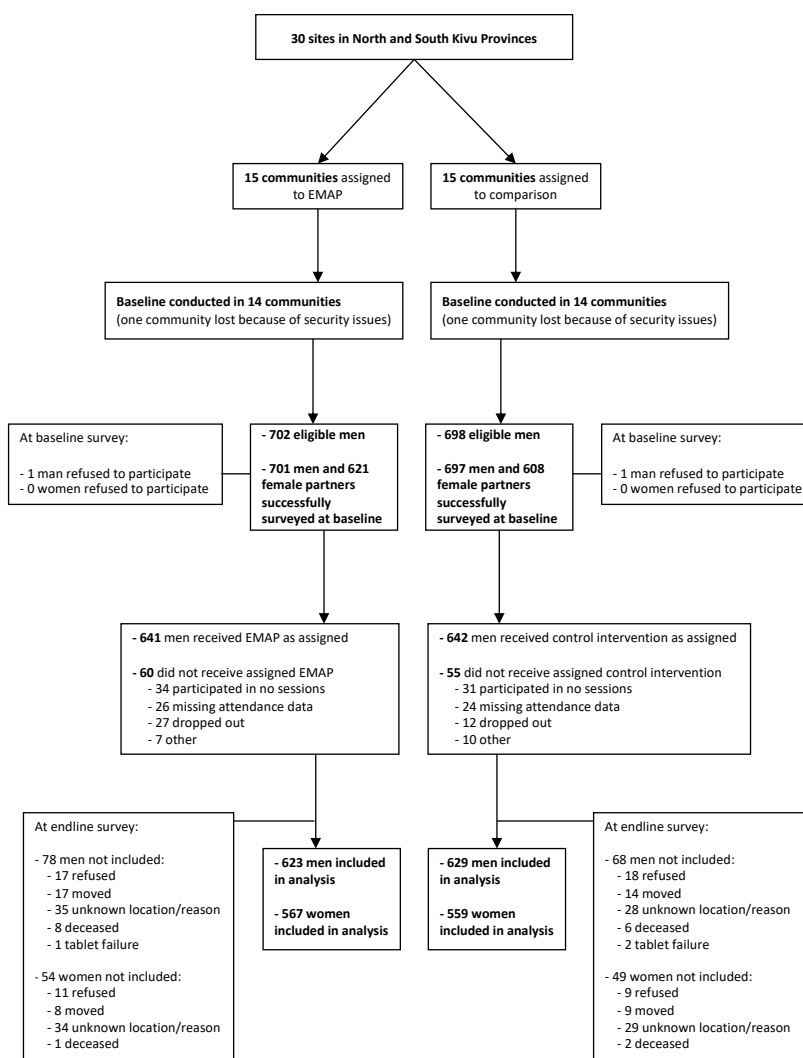 30 sites in North and South Kivu Provinces
15 communities assigned
to EMAP
15 communities assigned
to comparison
Baseline conducted in 14 communities
(one community lost because of security issues)
Baseline conducted in 14 communities
(one community lost because of security issues)
At baseline survey:
- 1 man refused to participate
- 0 women refused to participate
- 702 eligible men
- 701 men and 621
female partners
successfully
surveyed at baseline
- 698 eligible men
- 697 men and 608
female partners
successfully
surveyed at baseline
At baseline survey:
- 1 man refused to participate
- 0 women refused to participate
- 641 men received EMAP as assigned
- 60 did not receive assigned EMAP
- 34 participated in no sessions
- 26 missing attendance data
- 27 dropped out
- 7 other
- 642 men received control intervention as assigned
- 55 did not receive assigned control intervention
- 31 participated in no sessions
- 24 missing attendance data
- 12 dropped out
- 10 other
At endline survey:
- 78 men not included:
- 17 refused
- 17 moved
- 35 unknown location/reason
- 8 deceased
- 1 tablet failure
- 54 women not included:
- 11 refused
- 8 moved
- 34 unknown location/reason
- 1 deceased
- 623 men included
in analysis
- 567 women
included in analysis
- 629 men included
in analysis
- 559 women
included in analysis
At endline survey:
- 68 men not included:
- 18 refused
- 14 moved
- 28 unknown location/reason
- 6 deceased
- 2 tablet failure
- 49 women not included:
- 9 refused
- 9 moved
- 29 unknown location/reason
- 2 deceased